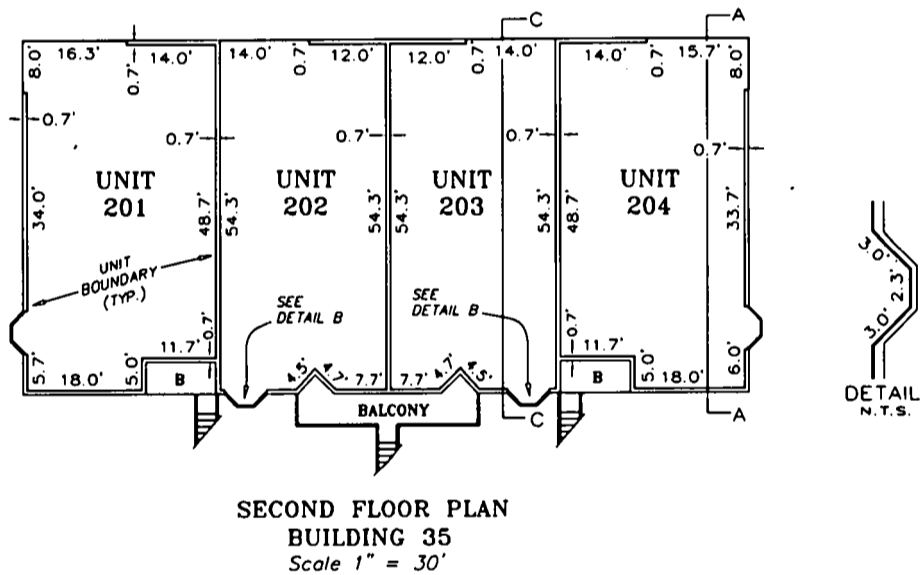 C
A
8.0'
16.3'
0.7'
14.0'
14.0'
0.7'
12.0'
12.0'
0.7'
14.0'
14.0'
0.7'
15.7'
8.0'
0.7'
0.7'
0.7'
0.7'
0.7'
UNIT
201
UNIT
202
UNIT
203
UNIT
204
34.0'
48.7'
54.3'
54.3'
54.3'
54.3'
48.7'
33.7'
UNIT
BOUNDARY
(TYP.)
SEE
DETAIL B
SEE
DETAIL B
0.7'
0.7'
5.7'
18.0'
5.0'
11.7'
B
4.5'
4.7'
7.7'
7.7'
4.7'
4.5'
11.7'
B
5.0'
18.0'
6.0'
BALCONY
C
A
3.0'
2.3'
3.0'
DETAIL
N.T.S.
SECOND FLOOR PLAN
BUILDING 35
Scale 1" = 30'